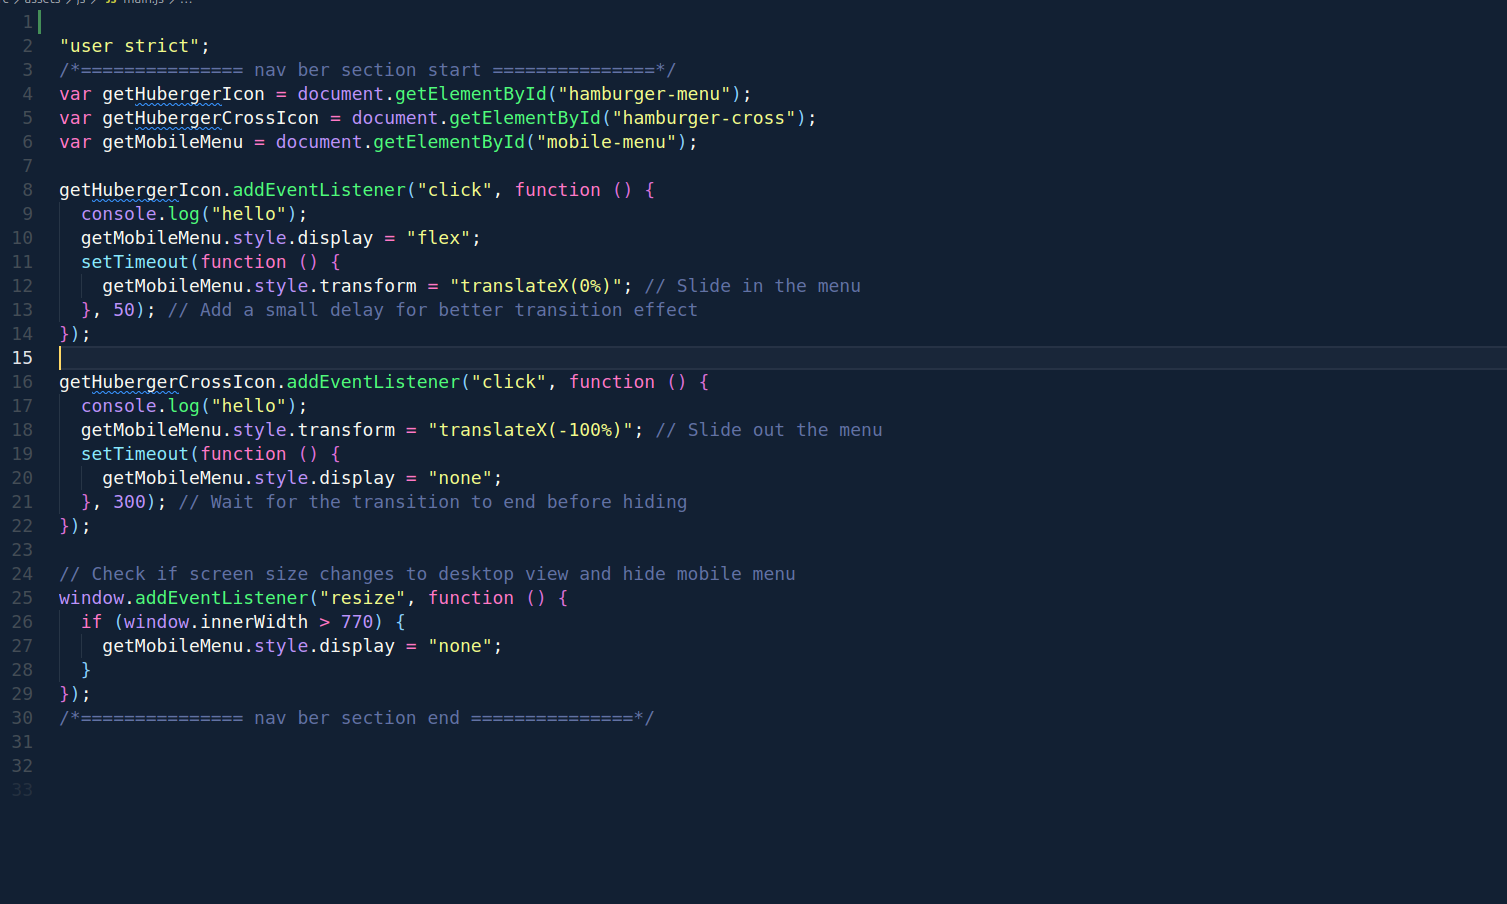 assets > js > JS main.js > ...
1
2 "user strict";
3 /*=============== nav ber section start ===============*/
4 var getHubergerIcon = document.getElementById("hamburger-menu");
5 var getHubergerCrossIcon = document.getElementById("hamburger-cross");
6 var getMobileMenu = document.getElementById("mobile-menu");
7
8 getHubergerIcon.addEventListener("click", function () {
9   console.log("hello");
10   getMobileMenu.style.display = "flex";
11   setTimeout(function () {
12     getMobileMenu.style.transform = "translateX(0%)"; // Slide in the menu
13   }, 50); // Add a small delay for better transition effect
14 });
15
16 getHubergerCrossIcon.addEventListener("click", function () {
17   console.log("hello");
18   getMobileMenu.style.transform = "translateX(-100%)"; // Slide out the menu
19   setTimeout(function () {
20     getMobileMenu.style.display = "none";
21   }, 300); // Wait for the transition to end before hiding
22 });
23
24 // Check if screen size changes to desktop view and hide mobile menu
25 window.addEventListener("resize", function () {
26   if (window.innerWidth > 770) {
27     getMobileMenu.style.display = "none";
28   }
29 });
30 /*=============== nav ber section end ===============*/
31
32
33